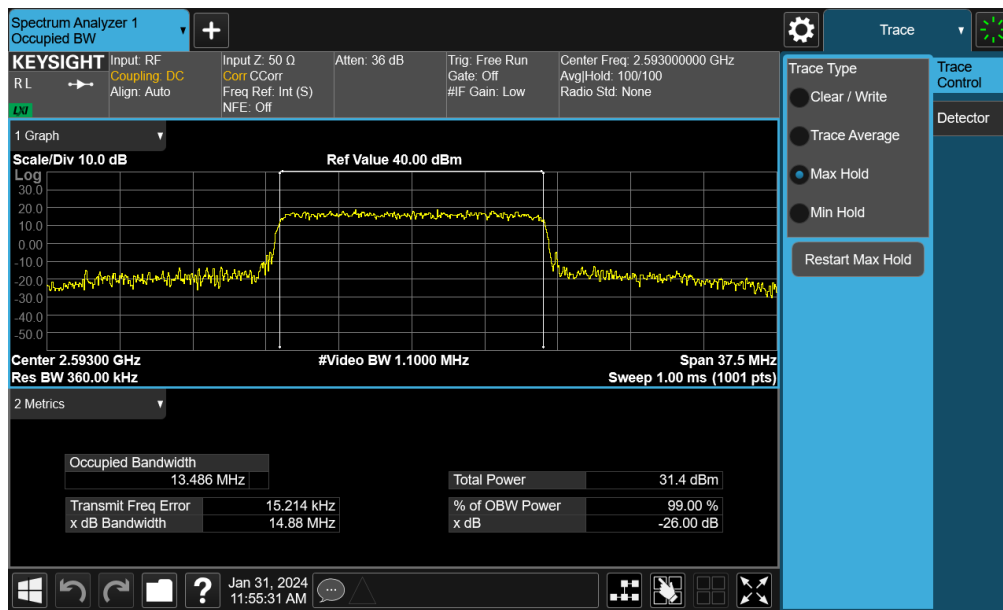 Spectrum Analyzer 1
Occupied BW
+
Trace
KEYSIGHT
R L
LXI
Input: RF
Coupling: DC
Align: Auto
Input Z: 50 Ω
Corr CCorr
Freq Ref: Int (S)
NFE: Off
Atten: 36 dB
Trig: Free Run
Gate: Off
#IF Gain: Low
Center Freq: 2.593000000 GHz
Avg|Hold: 100/100
Radio Std: None
Trace Type
Clear / Write
Trace Average
Max Hold
Min Hold
Restart Max Hold
Trace
Control
Detector
1 Graph
Scale/Div 10.0 dB
Ref Value 40.00 dBm
Log
30.0
20.0
10.0
0.00
-10.0
-20.0
-30.0
-40.0
-50.0
Center 2.59300 GHz
#Video BW 1.1000 MHz
Span 37.5 MHz
Res BW 360.00 kHz
Sweep 1.00 ms (1001 pts)
2 Metrics
Occupied Bandwidth
13.486 MHz
Total Power 31.4 dBm
Transmit Freq Error 15.214 kHz
% of OBW Power 99.00 %
x dB Bandwidth 14.88 MHz
x dB -26.00 dB
?
Jan 31, 2024
11:55:31 AM